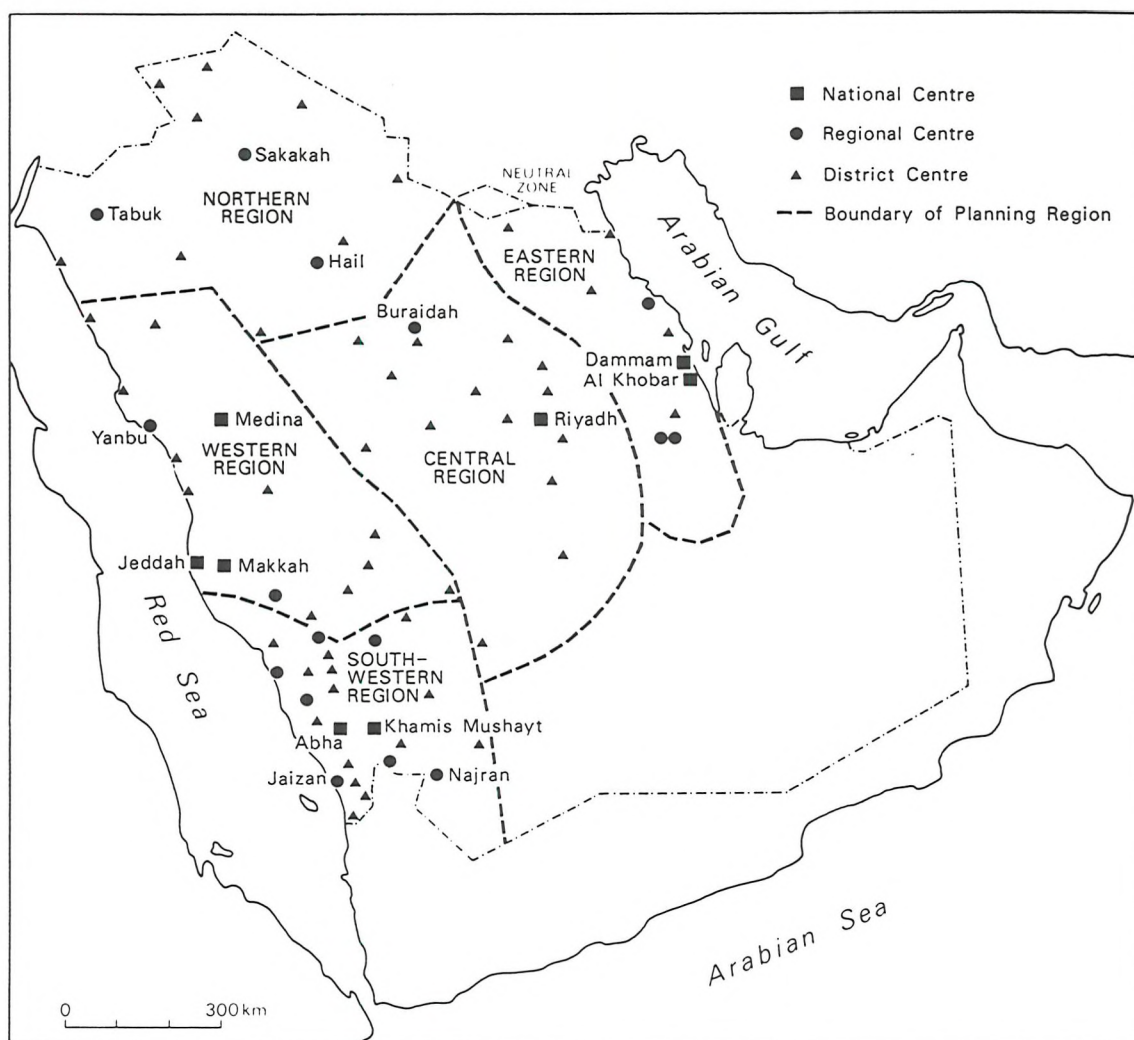 National Centre
Regional Centre
District Centre
Boundary of Planning Region
Sakakah
NEUTRAL
ZONE
NORTHERN
REGION
Tabuk
Hail
EASTERN
REGION
Arabian Gulf
Buraidah
Dammam
Al Khobar
Medina
Riyadh
Yanbu
WESTERN
REGION
CENTRAL
REGION
Jeddah
Makkah
Red Sea
SOUTH-
WESTERN
REGION
Abha
Khamis Mushayt
Jaizan
Najran
Arabian Sea
0 300km